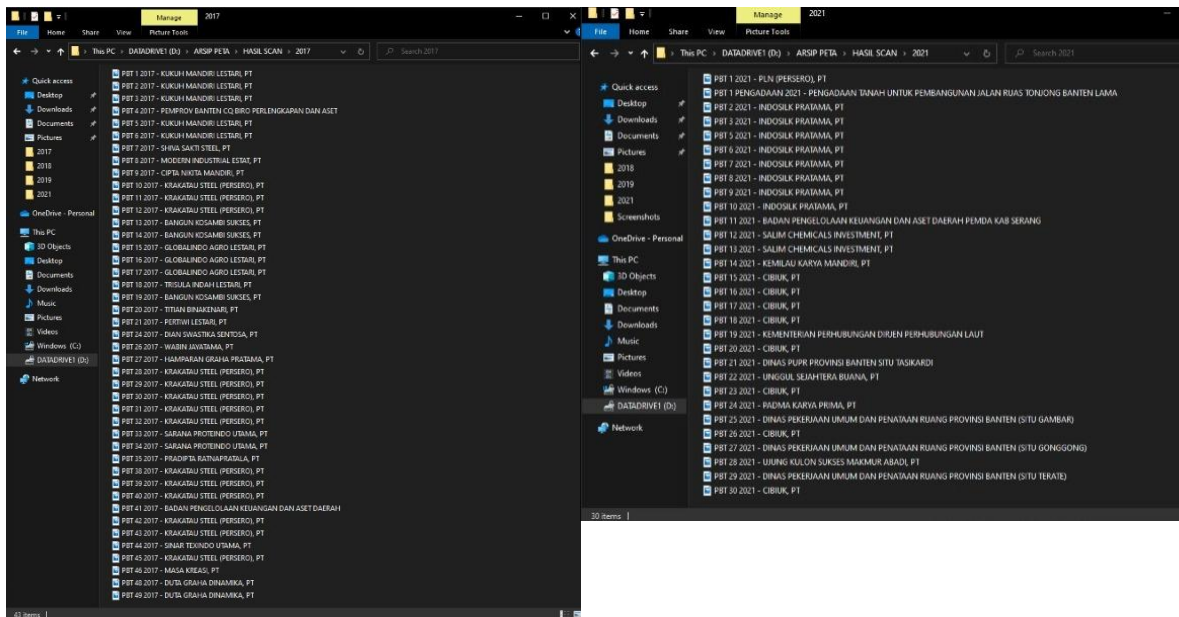 Manage 2017
File Home Share View Picture Tools
This PC > DATADRIVE1 (D:) > ARSIP PETA > HASIL SCAN > 2017 Search 2017
Quick access
Desktop
Downloads
Documents
Pictures
2017
2018
2019
2021
OneDrive - Personal
This PC
3D Objects
Desktop
Documents
Downloads
Music
Pictures
Videos
Windows (C:)
DATADRIVE1 (D:)
Network
PBT 1 2017 - KUKUH MANDIRI LESTARI, PT
PBT 2 2017 - KUKUH MANDIRI LESTARI, PT
PBT 3 2017 - KUKUH MANDIRI LESTARI, PT
PBT 4 2017 - PEMPROV BANTEN CQ BIRO PERLENGKAPAN DAN ASET
PBT 5 2017 - KUKUH MANDIRI LESTARI, PT
PBT 6 2017 - KUKUH MANDIRI LESTARI, PT
PBT 7 2017 - SHIVA SAKTI STEEL, PT
PBT 8 2017 - MODERN INDUSTRIAL ESTAT, PT
PBT 9 2017 - CIPTA NIKITA MANDIRI, PT
PBT 10 2017 - KRAKATAU STEEL (PERSERO), PT
PBT 11 2017 - KRAKATAU STEEL (PERSERO), PT
PBT 12 2017 - KRAKATAU STEEL (PERSERO), PT
PBT 13 2017 - BANGUN KOSAMBI SUKSES, PT
PBT 14 2017 - BANGUN KOSAMBI SUKSES, PT
PBT 15 2017 - GLOBALINDO AGRO LESTARI, PT
PBT 16 2017 - GLOBALINDO AGRO LESTARI, PT
PBT 17 2017 - GLOBALINDO AGRO LESTARI, PT
PBT 18 2017 - TRISULA INDAH LESTARI, PT
PBT 19 2017 - BANGUN KOSAMBI SUKSES, PT
PBT 20 2017 - TITIAN BINAKENARI, PT
PBT 21 2017 - PERTIWI LESTARI, PT
PBT 24 2017 - DIAN SWASTIKA SENTOSA, PT
PBT 26 2017 - WABIN JAYATAMA, PT
PBT 27 2017 - HAMPARAN GRAHA PRATAMA, PT
PBT 28 2017 - KRAKATAU STEEL (PERSERO), PT
PBT 29 2017 - KRAKATAU STEEL (PERSERO), PT
PBT 30 2017 - KRAKATAU STEEL (PERSERO), PT
PBT 31 2017 - KRAKATAU STEEL (PERSERO), PT
PBT 32 2017 - KRAKATAU STEEL (PERSERO), PT
PBT 33 2017 - SARANA PROTEINDO UTAMA, PT
PBT 34 2017 - SARANA PROTEINDO UTAMA, PT
PBT 35 2017 - PRADIPTA RATNAPRATALA, PT
PBT 38 2017 - KRAKATAU STEEL (PERSERO), PT
PBT 39 2017 - KRAKATAU STEEL (PERSERO), PT
PBT 40 2017 - KRAKATAU STEEL (PERSERO), PT
PBT 41 2017 - BADAN PENGELOLAAN KEUANGAN DAN ASET DAERAH
PBT 42 2017 - KRAKATAU STEEL (PERSERO), PT
PBT 43 2017 - KRAKATAU STEEL (PERSERO), PT
PBT 44 2017 - SINAR TEXINDO UTAMA, PT
PBT 45 2017 - KRAKATAU STEEL (PERSERO), PT
PBT 46 2017 - MASA KREASI, PT
PBT 48 2017 - DUTA GRAHA DINAMIKA, PT
PBT 49 2017 - DUTA GRAHA DINAMIKA, PT
43 items
Manage 2021
File Home Share View Picture Tools
This PC > DATADRIVE1 (D:) > ARSIP PETA > HASIL SCAN > 2021 Search 2021
Quick access
Desktop
Downloads
Documents
Pictures
2018
2019
2021
Screenshots
OneDrive - Personal
This PC
3D Objects
Desktop
Documents
Downloads
Music
Pictures
Videos
Windows (C:)
DATADRIVE1 (D:)
Network
PBT 1 2021 - PLN (PERSERO), PT
PBT 1 PENGADAAN 2021 - PENGADAAN TANAH UNTUK PEMBANGUNAN JALAN RUAS TONJONG BANTEN LAMA
PBT 2 2021 - INDOSILK PRATAMA, PT
PBT 3 2021 - INDOSILK PRATAMA, PT
PBT 5 2021 - INDOSILK PRATAMA, PT
PBT 6 2021 - INDOSILK PRATAMA, PT
PBT 7 2021 - INDOSILK PRATAMA, PT
PBT 8 2021 - INDOSILK PRATAMA, PT
PBT 9 2021 - INDOSILK PRATAMA, PT
PBT 10 2021 - INDOSILK PRATAMA, PT
PBT 11 2021 - BADAN PENGELOLAAN KEUANGAN DAN ASET DAERAH PEMDA KAB SERANG
PBT 12 2021 - SALIM CHEMICALS INVESTMENT, PT
PBT 13 2021 - SALIM CHEMICALS INVESTMENT, PT
PBT 14 2021 - KEMILAU KARYA MANDIRI, PT
PBT 15 2021 - CIBIUK, PT
PBT 16 2021 - CIBIUK, PT
PBT 17 2021 - CIBIUK, PT
PBT 18 2021 - CIBIUK, PT
PBT 19 2021 - KEMENTERIAN PERHUBUNGAN DIRJEN PERHUBUNGAN LAUT
PBT 20 2021 - CIBIUK, PT
PBT 21 2021 - DINAS PUPR PROVINSI BANTEN SITU TASIKARDI
PBT 22 2021 - UNGGUL SEJAHTERA BUANA, PT
PBT 23 2021 - CIBIUK, PT
PBT 24 2021 - PADMA KARYA PRIMA, PT
PBT 25 2021 - DINAS PEKERJAAN UMUM DAN PENATAAN RUANG PROVINSI BANTEN (SITU GAMBAR)
PBT 26 2021 - CIBIUK, PT
PBT 27 2021 - DINAS PEKERJAAN UMUM DAN PENATAAN RUANG PROVINSI BANTEN (SITU GONGGONG)
PBT 28 2021 - UJUNG KULON SUKSES MAKMUR ABADI, PT
PBT 29 2021 - DINAS PEKERJAAN UMUM DAN PENATAAN RUANG PROVINSI BANTEN (SITU TERATE)
PBT 30 2021 - CIBIUK, PT
30 items